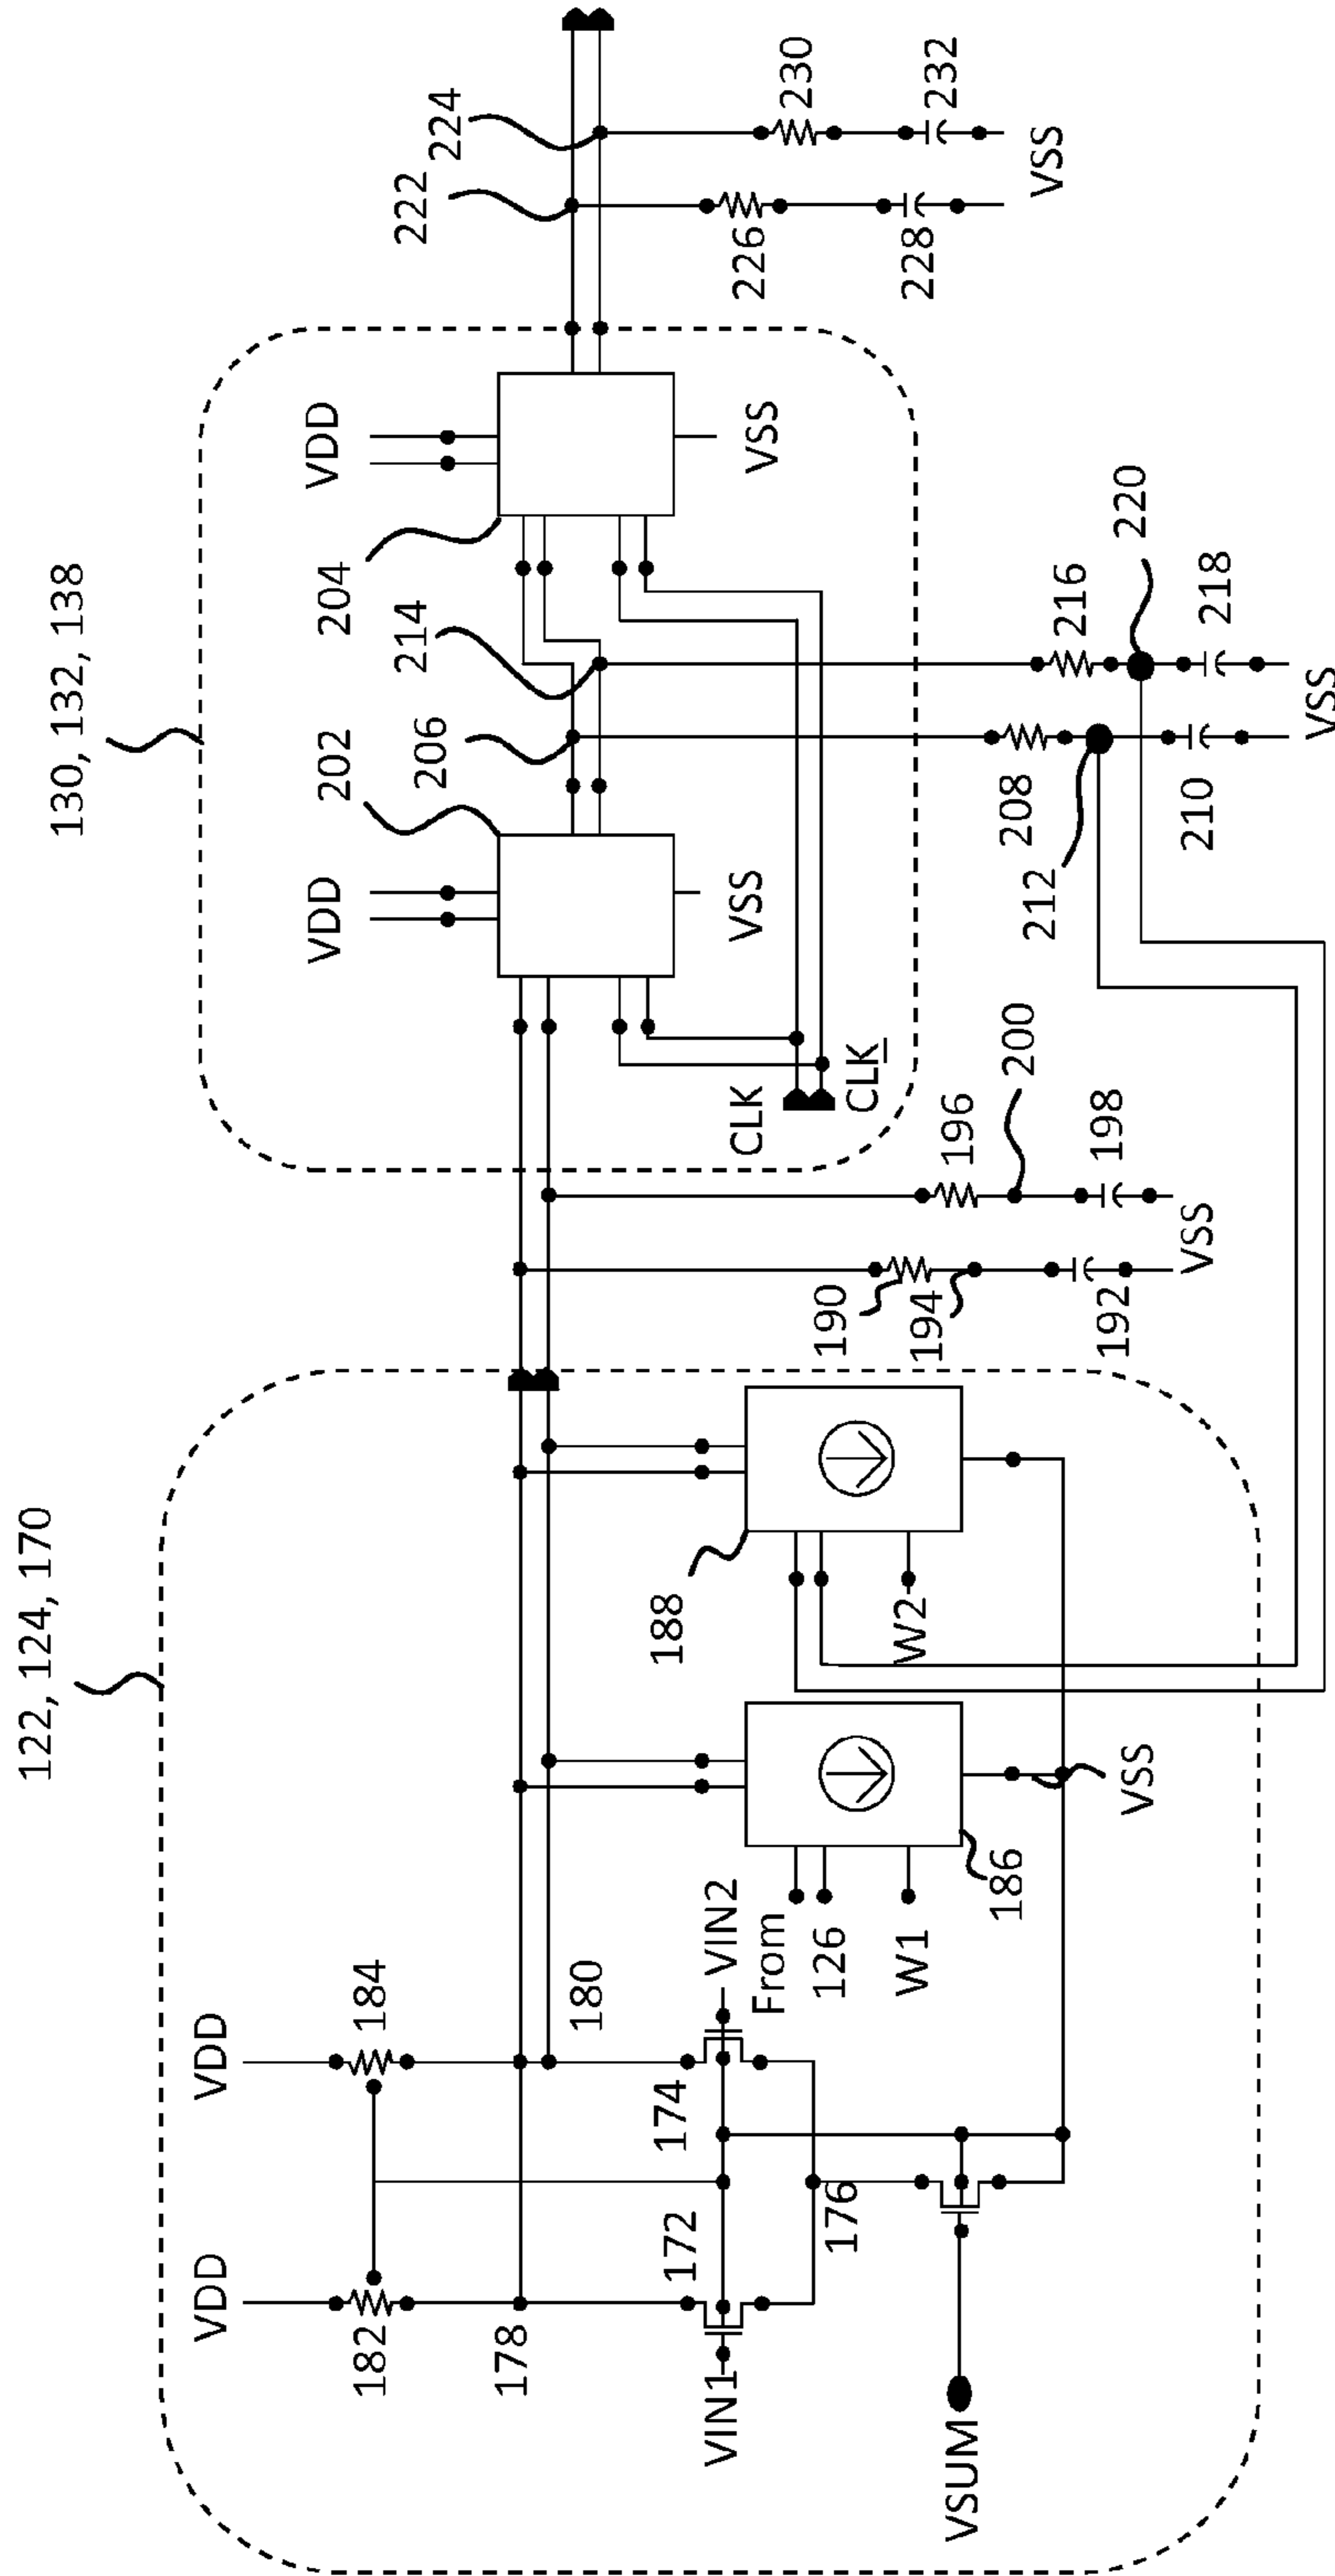 122, 124, 170
130, 132, 138
VDD
182
178
VIN1
172
VSUM
176
VDD
184
180
174
VIN2
From
126
W1
186
VSS
188
W2
190
194
192
VSS
196
200
198
CLK
CLK
VDD
202
VSS
206
214
208
212
210
VSS
216
220
218
VDD
204
VSS
222
224
226
228
230
232
VSS